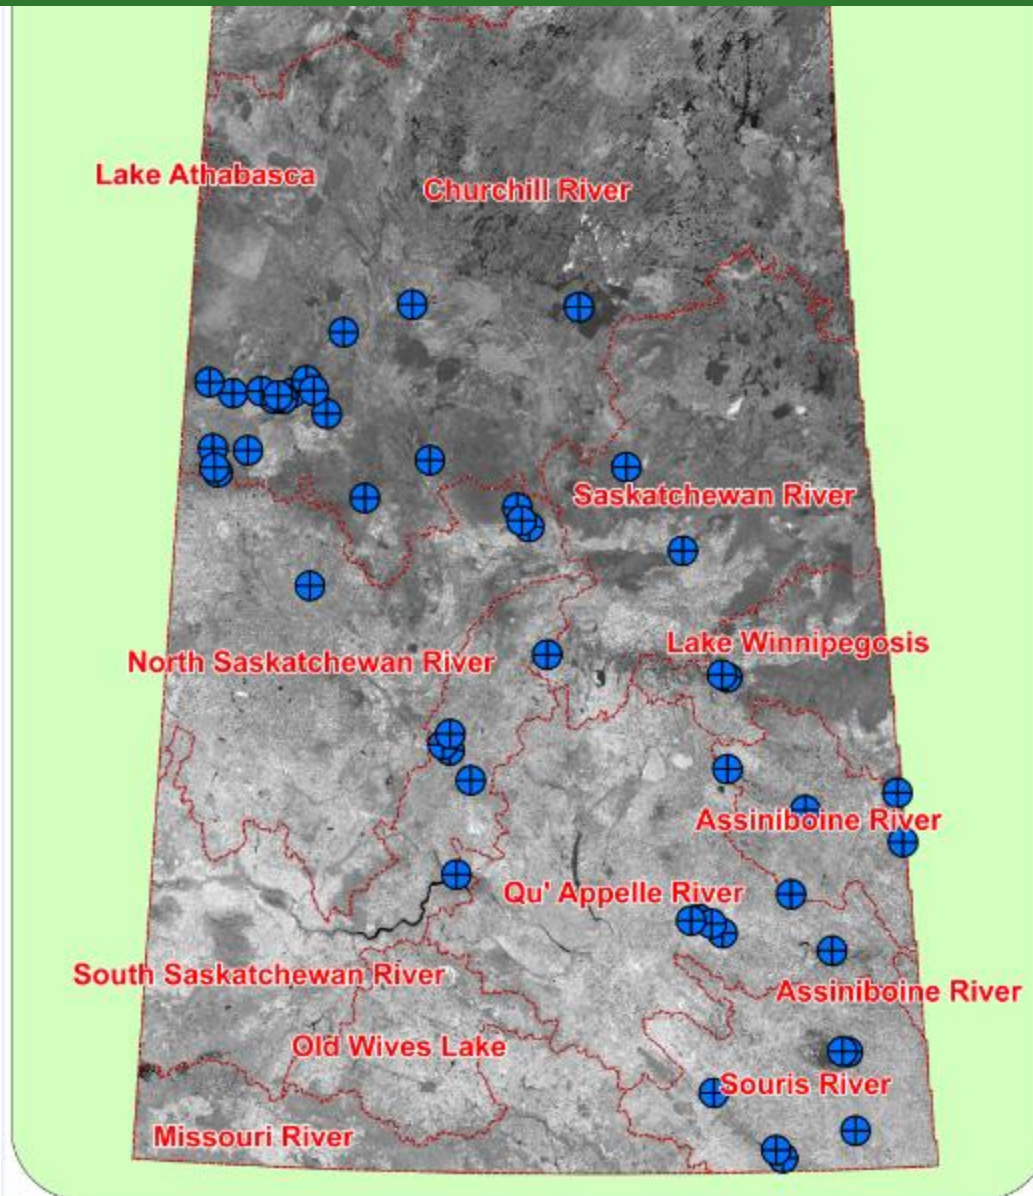 Lake Athabasca
Churchill River
Saskatchewan River
Lake Winnipegosis
North Saskatchewan River
Assiniboine River
Qu' Appelle River
South Saskatchewan River
Assiniboine River
Old Wives Lake
Souris River
Missouri River